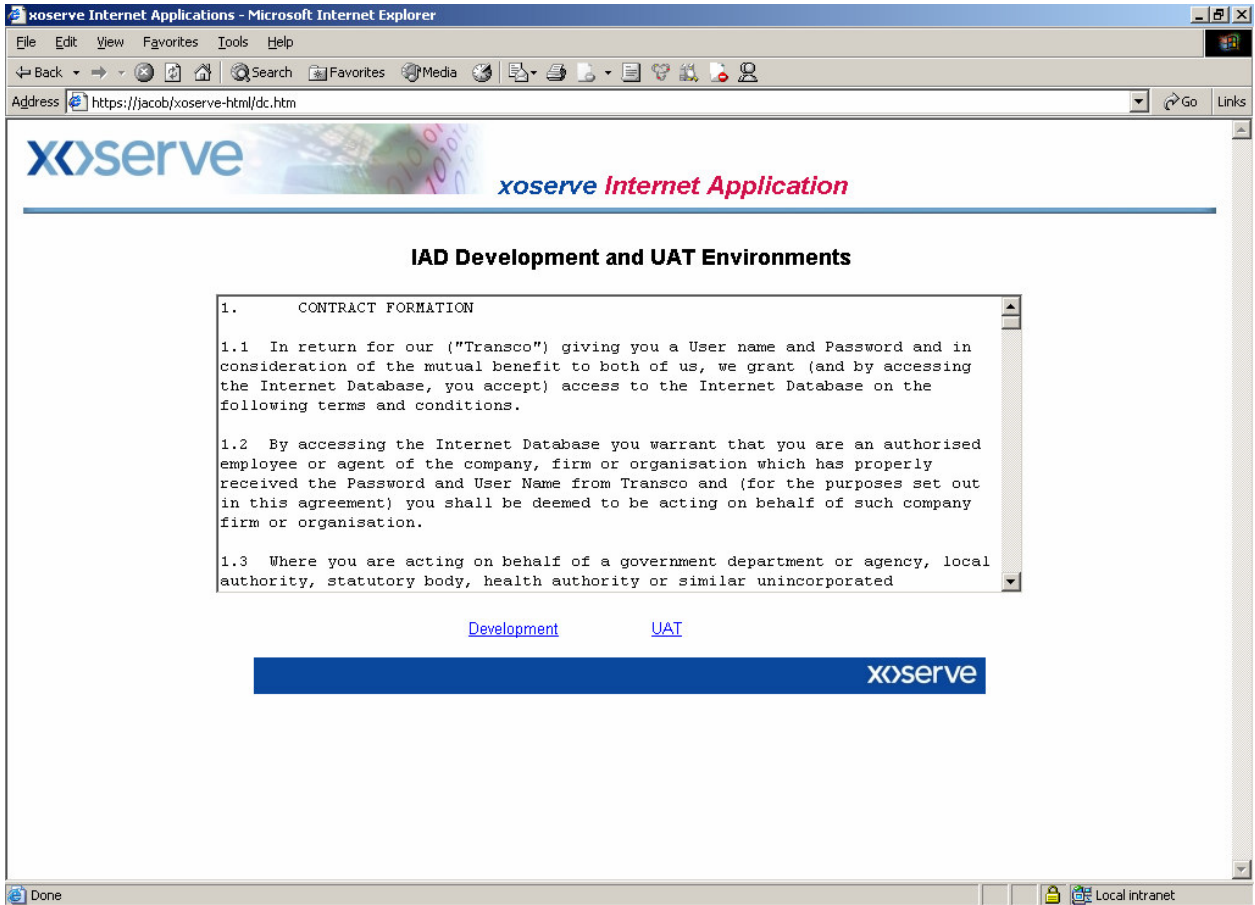 xoserve Internet Applications - Microsoft Internet Explorer
File Edit View Favorites Tools Help
Back Search Favorites Media
Address https://jacob/xoserve-html/dc.htm Go Links
xoserve
xoserve Internet Application
IAD Development and UAT Environments
1. CONTRACT FORMATION
1.1 In return for our ("Transco") giving you a User name and Password and in
consideration of the mutual benefit to both of us, we grant (and by accessing
the Internet Database, you accept) access to the Internet Database on the
following terms and conditions.
1.2 By accessing the Internet Database you warrant that you are an authorised
employee or agent of the company, firm or organisation which has properly
received the Password and User Name from Transco and (for the purposes set out
in this agreement) you shall be deemed to be acting on behalf of such company
firm or organisation.
1.3 Where you are acting on behalf of a government department or agency, local
authority, statutory body, health authority or similar unincorporated
Development UAT
xoserve
Done Local intranet